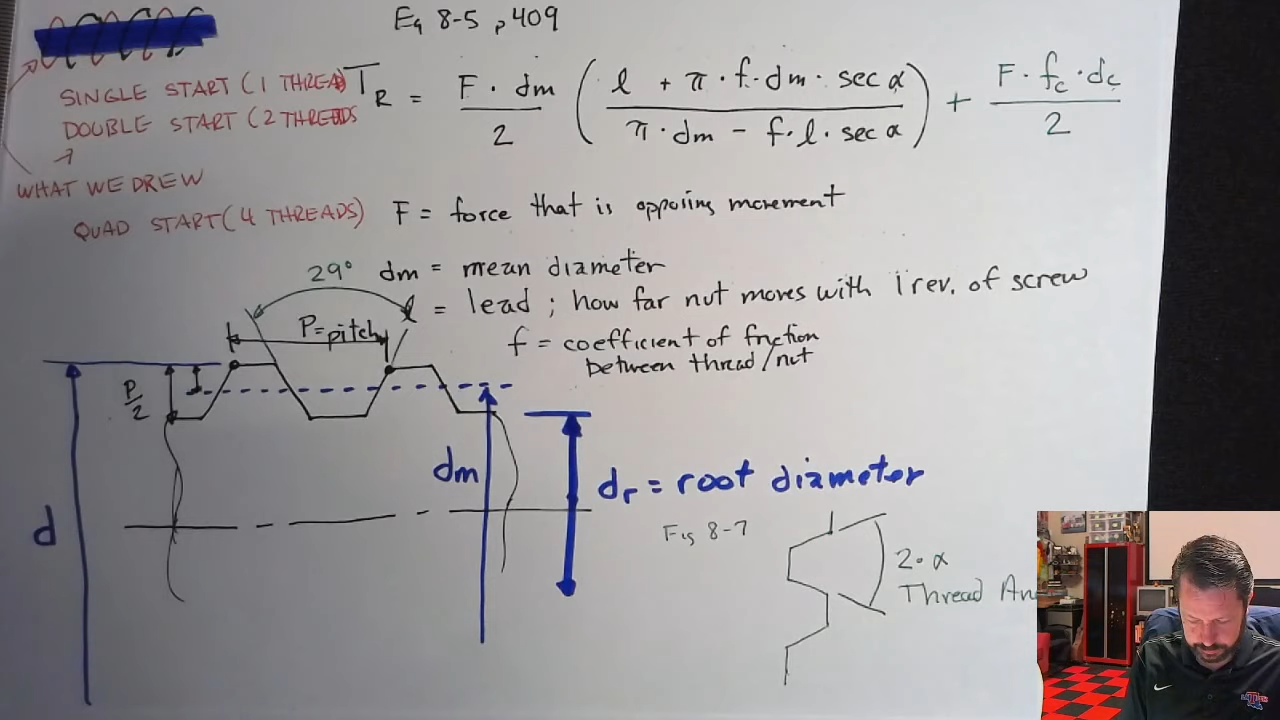 Eq 8-5, p409
SINGLE START (1 THREAD)
DOUBLE START (2 THREADS
WHAT WE DREW
QUAD START (4 THREADS)
T_R = F · dm / 2 ( l + π · f · dm · sec α / π · dm - f · l · sec α ) + F · fc · dc / 2
F = force that is opposing movement
dm = mean diameter
l = lead ; how far nut moves with 1 rev. of screw
f = coefficient of friction
between thread/nut
29°
P=pitch
P/2
d
dm
dr = root diameter
Fig 8-7
2·α
Thread An